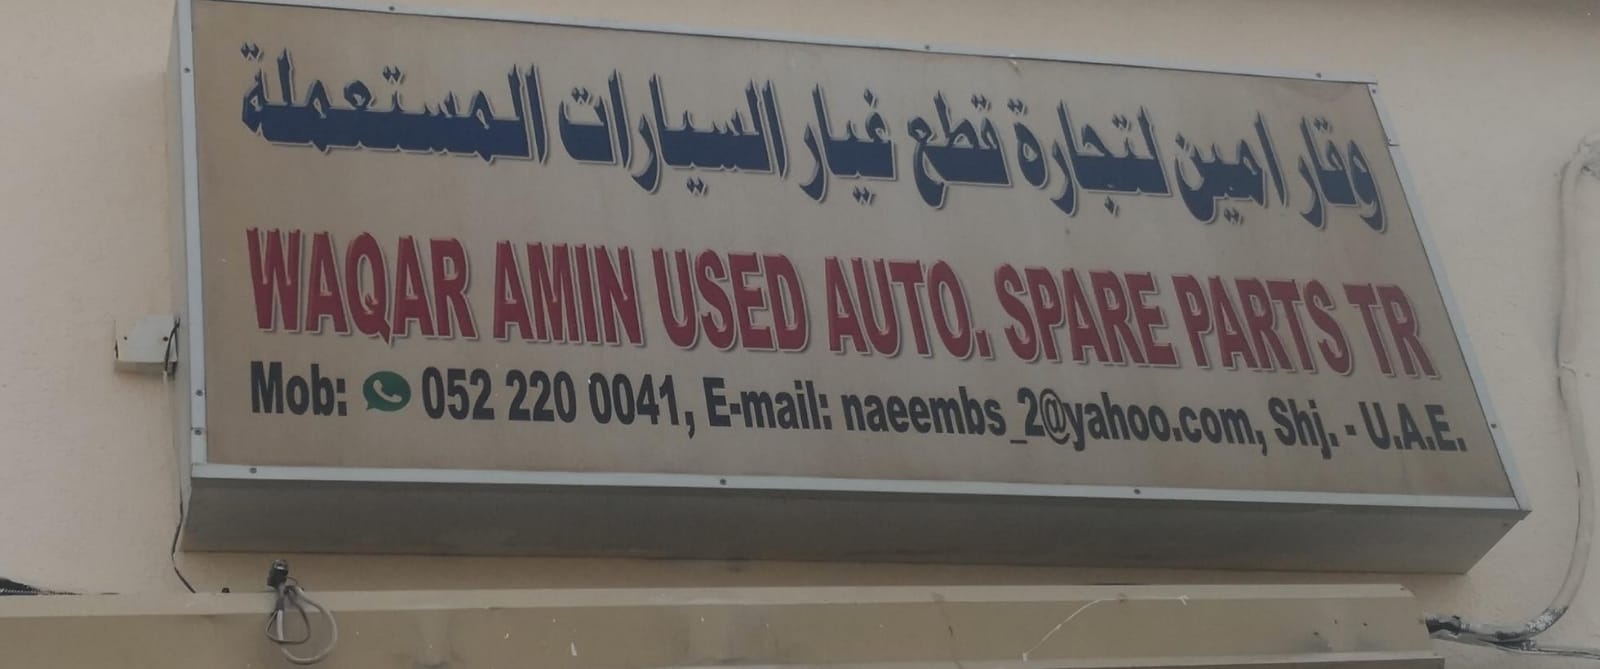 وقار امين لتجارة قطع غيار السيارات المستعملة
WAQAR AMIN USED AUTO. SPARE PARTS TR
Mob: 052 220 0041, E-mail: naeembs_2@yahoo.com, Shj. - U.A.E.